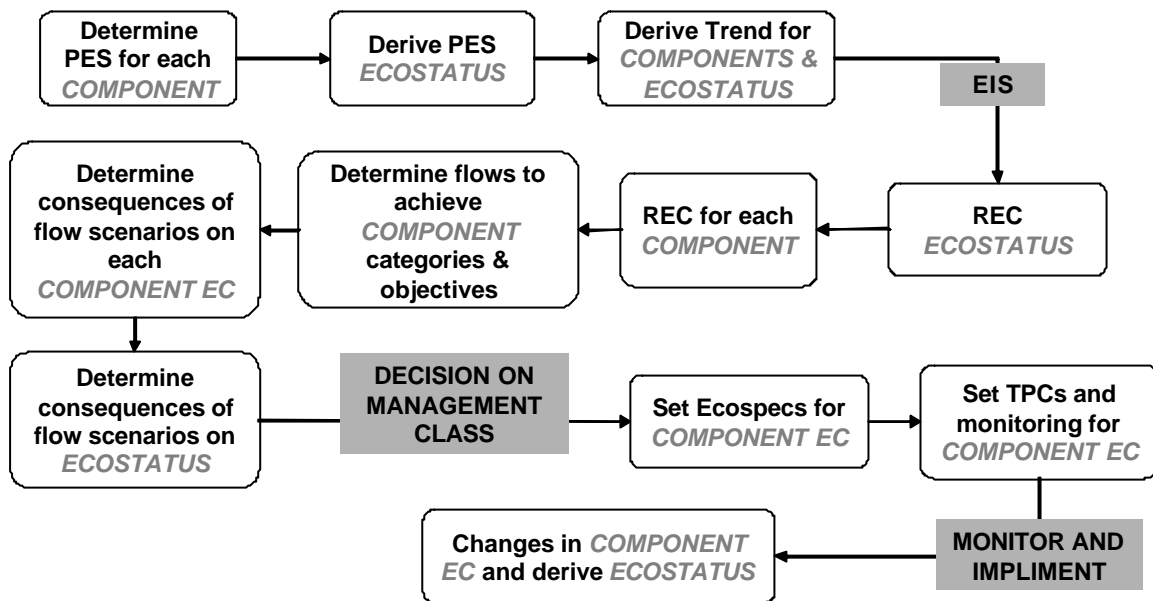 Determine
PES for each
COMPONENT
Derive PES
ECOSTATUS
Derive Trend for
COMPONENTS &
ECOSTATUS
EIS
REC
ECOSTATUS
REC for each
COMPONENT
Determine flows to
achieve
COMPONENT
categories &
objectives
Determine
consequences of
flow scenarios on
each
COMPONENT EC
Determine
consequences of
flow scenarios on
ECOSTATUS
DECISION ON
MANAGEMENT
CLASS
Set Ecospecs for
COMPONENT EC
Set TPCs and
monitoring for
COMPONENT EC
MONITOR AND
IMPLIMENT
Changes in COMPONENT
EC and derive ECOSTATUS